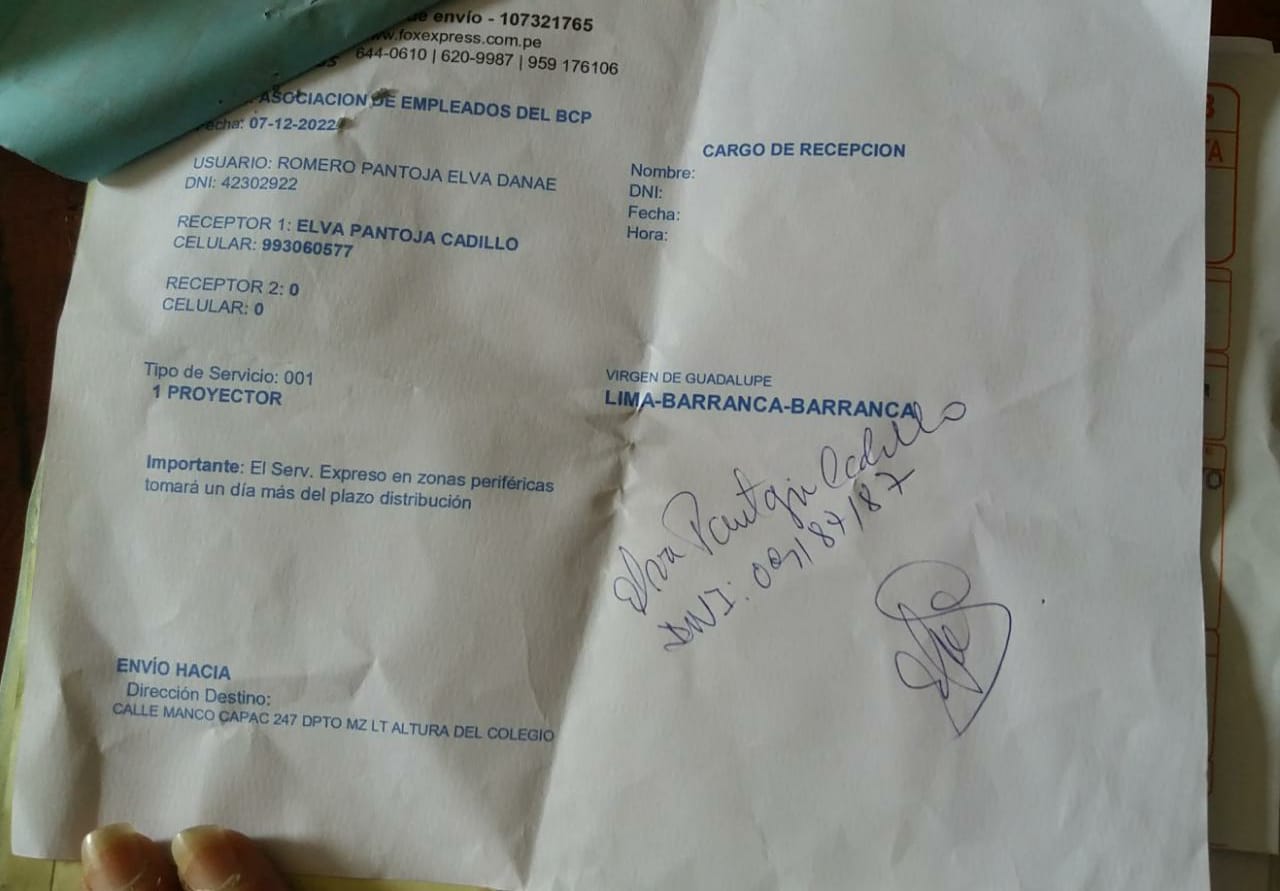 de envío - 107321765
www.foxexpress.com.pe
644-0610 | 620-9987 | 959 176106
ASOCIACION DE EMPLEADOS DEL BCP
Fecha: 07-12-2022
USUARIO: ROMERO PANTOJA ELVA DANAE
DNI: 42302922
RECEPTOR 1: ELVA PANTOJA CADILLO
CELULAR: 993060577
RECEPTOR 2: 0
CELULAR: 0
Tipo de Servicio: 001
1 PROYECTOR
Importante: El Serv. Expreso en zonas periféricas
tomará un día más del plazo distribución
ENVÍO HACIA
Dirección Destino:
CALLE MANCO CAPAC 247 DPTO MZ LT ALTURA DEL COLEGIO
CARGO DE RECEPCION
Nombre:
DNI:
Fecha:
Hora:
VIRGEN DE GUADALUPE
LIMA-BARRANCA-BARRANCA
Elva Pantoja Cadillo
DNI: